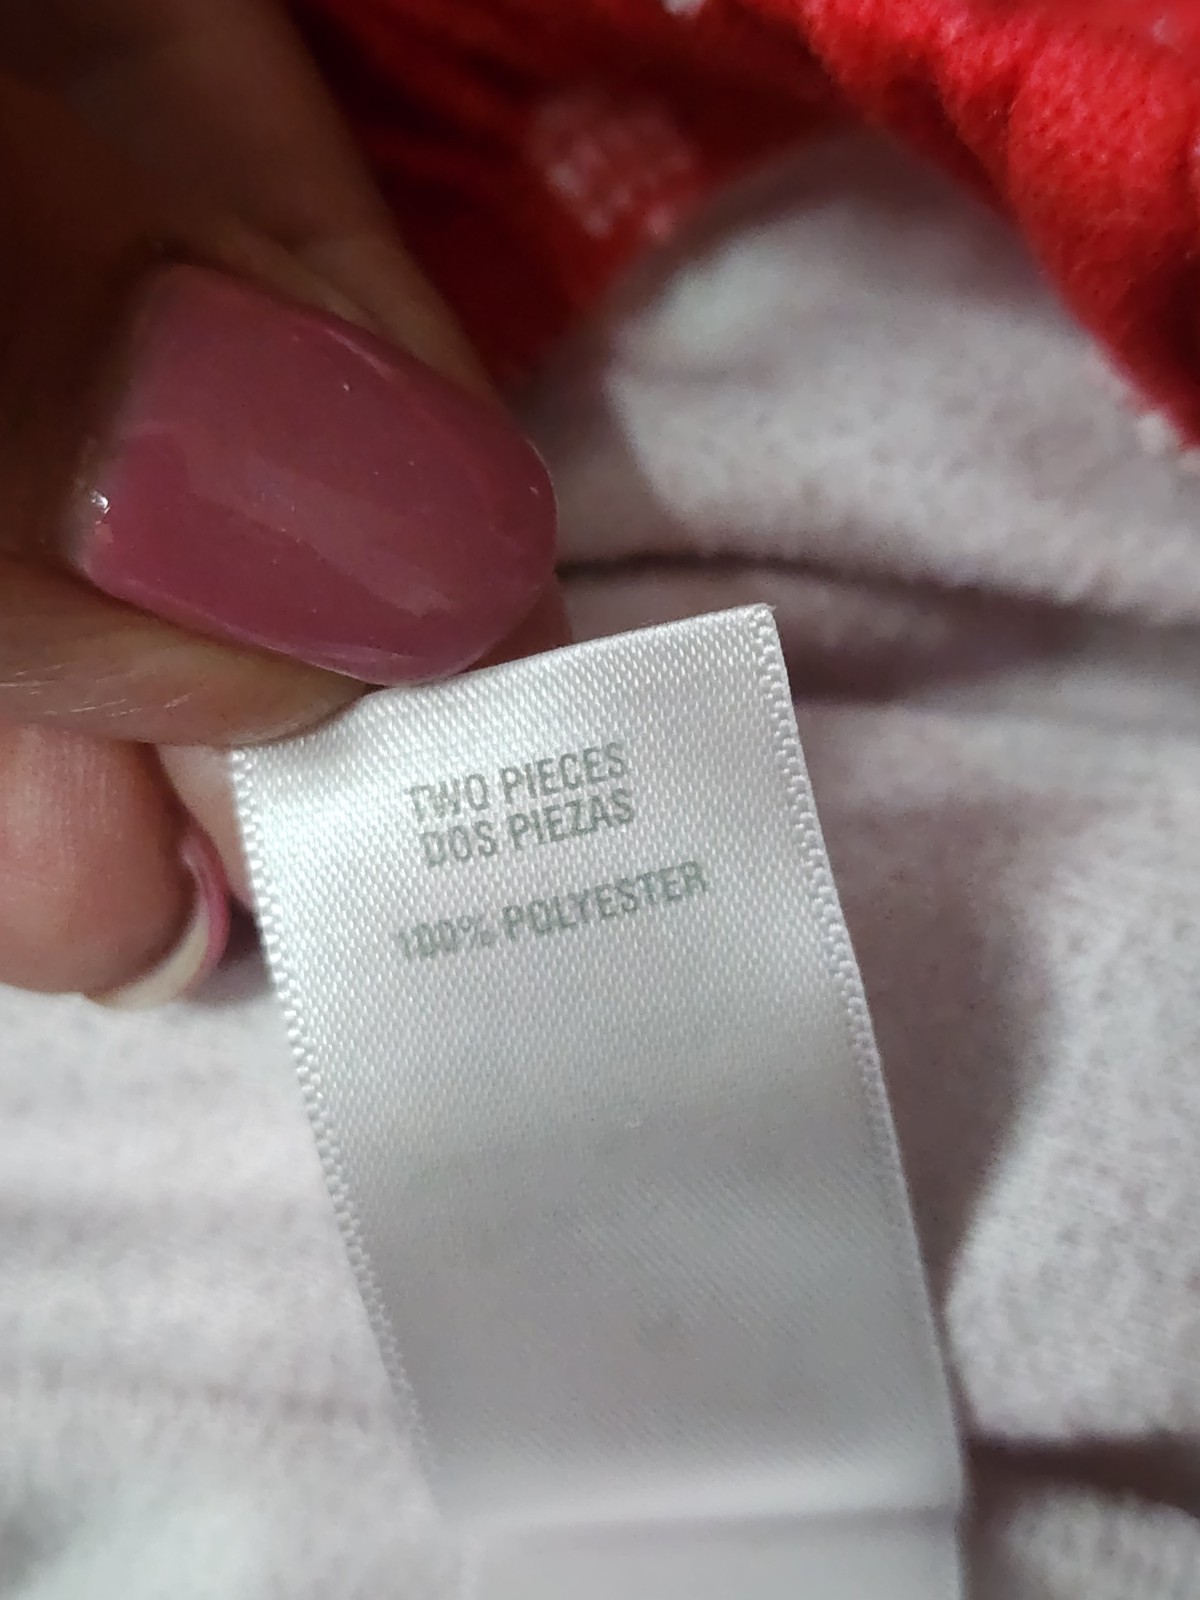 TWO PIECES
DOS PIEZAS
100% POLYESTER